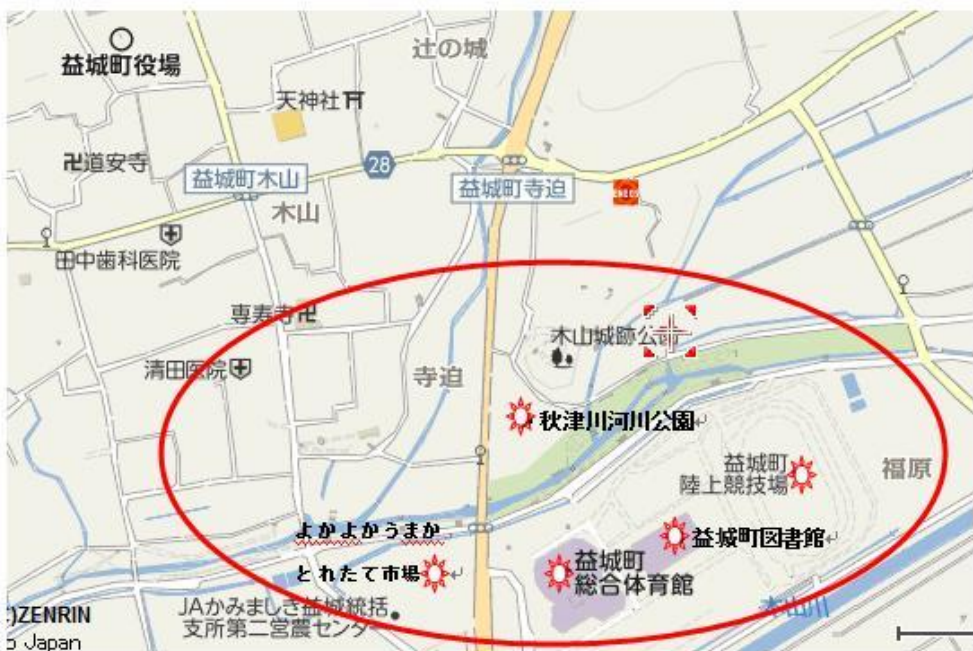 辻の城
益城町役場
天神社
道安寺
28
益城町木山
益城町寺迫
木山
田中歯科医院
専寿寺
木山城跡公園
清田医院
寺迫
秋津川河川公園
益城町
陸上競技場
福原
よかよかうまか
とれたて市場
益城町図書館
益城町
総合体育館
木山川
JAかみましき益城統括
支所第二営農センター
)ZENRIN
Japan